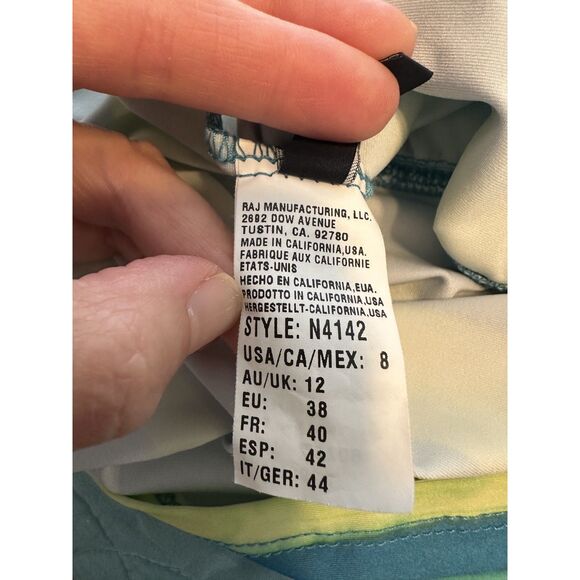 RAJ MANUFACTURING, LLC.
2692 DOW AVENUE
TUSTIN, CA. 92780
MADE IN CALIFORNIA,USA.
FABRIQUE AUX CALIFORNIE
ETATS-UNIS
HECHO EN CALIFORNIA,EUA.
PRODOTTO IN CALIFORNIA,USA
HERGESTELLT-CALIFORNIA,USA
STYLE: N4142
USA/CA/MEX: 8
AU/UK: 12
EU: 38
FR: 40
ESP: 42
IT/GER: 44